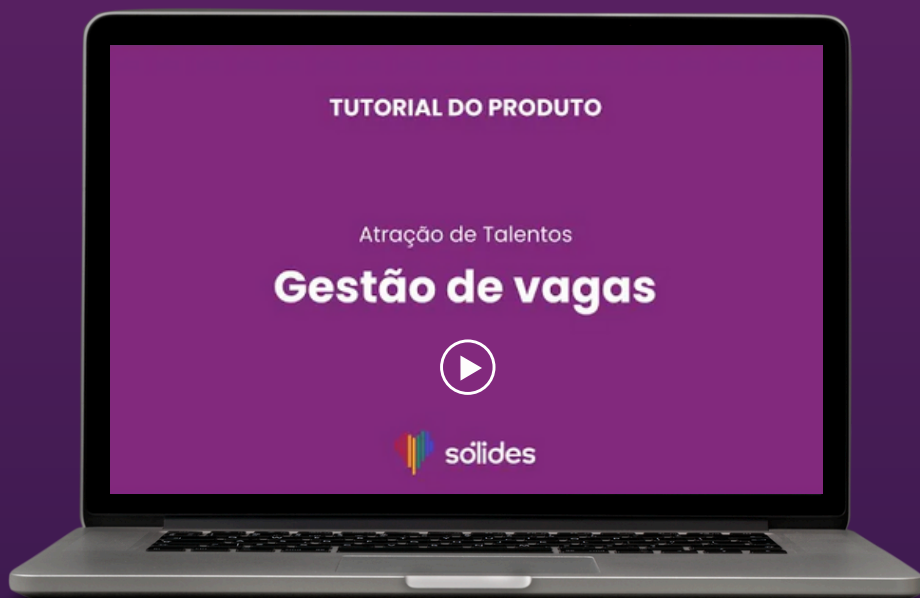 TUTORIAL DO PRODUTO
Atração de Talentos
Gestão de vagas
sólides